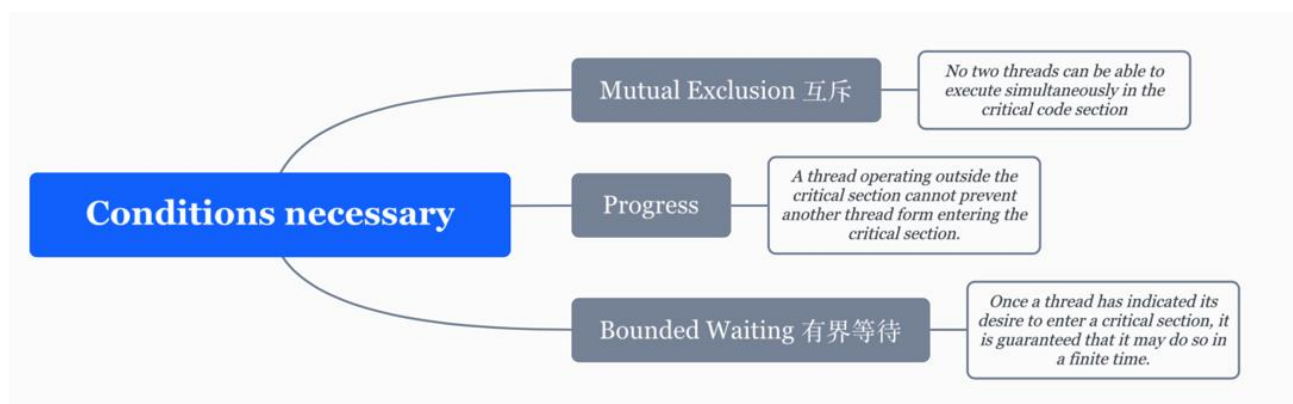 Conditions necessary
Mutual Exclusion 互斥
No two threads can be able to
execute simultaneously in the
critical code section
Progress
A thread operating outside the
critical section cannot prevent
another thread form entering the
critical section.
Bounded Waiting 有界等待
Once a thread has indicated its
desire to enter a critical section, it
is guaranteed that it may do so in
a finite time.